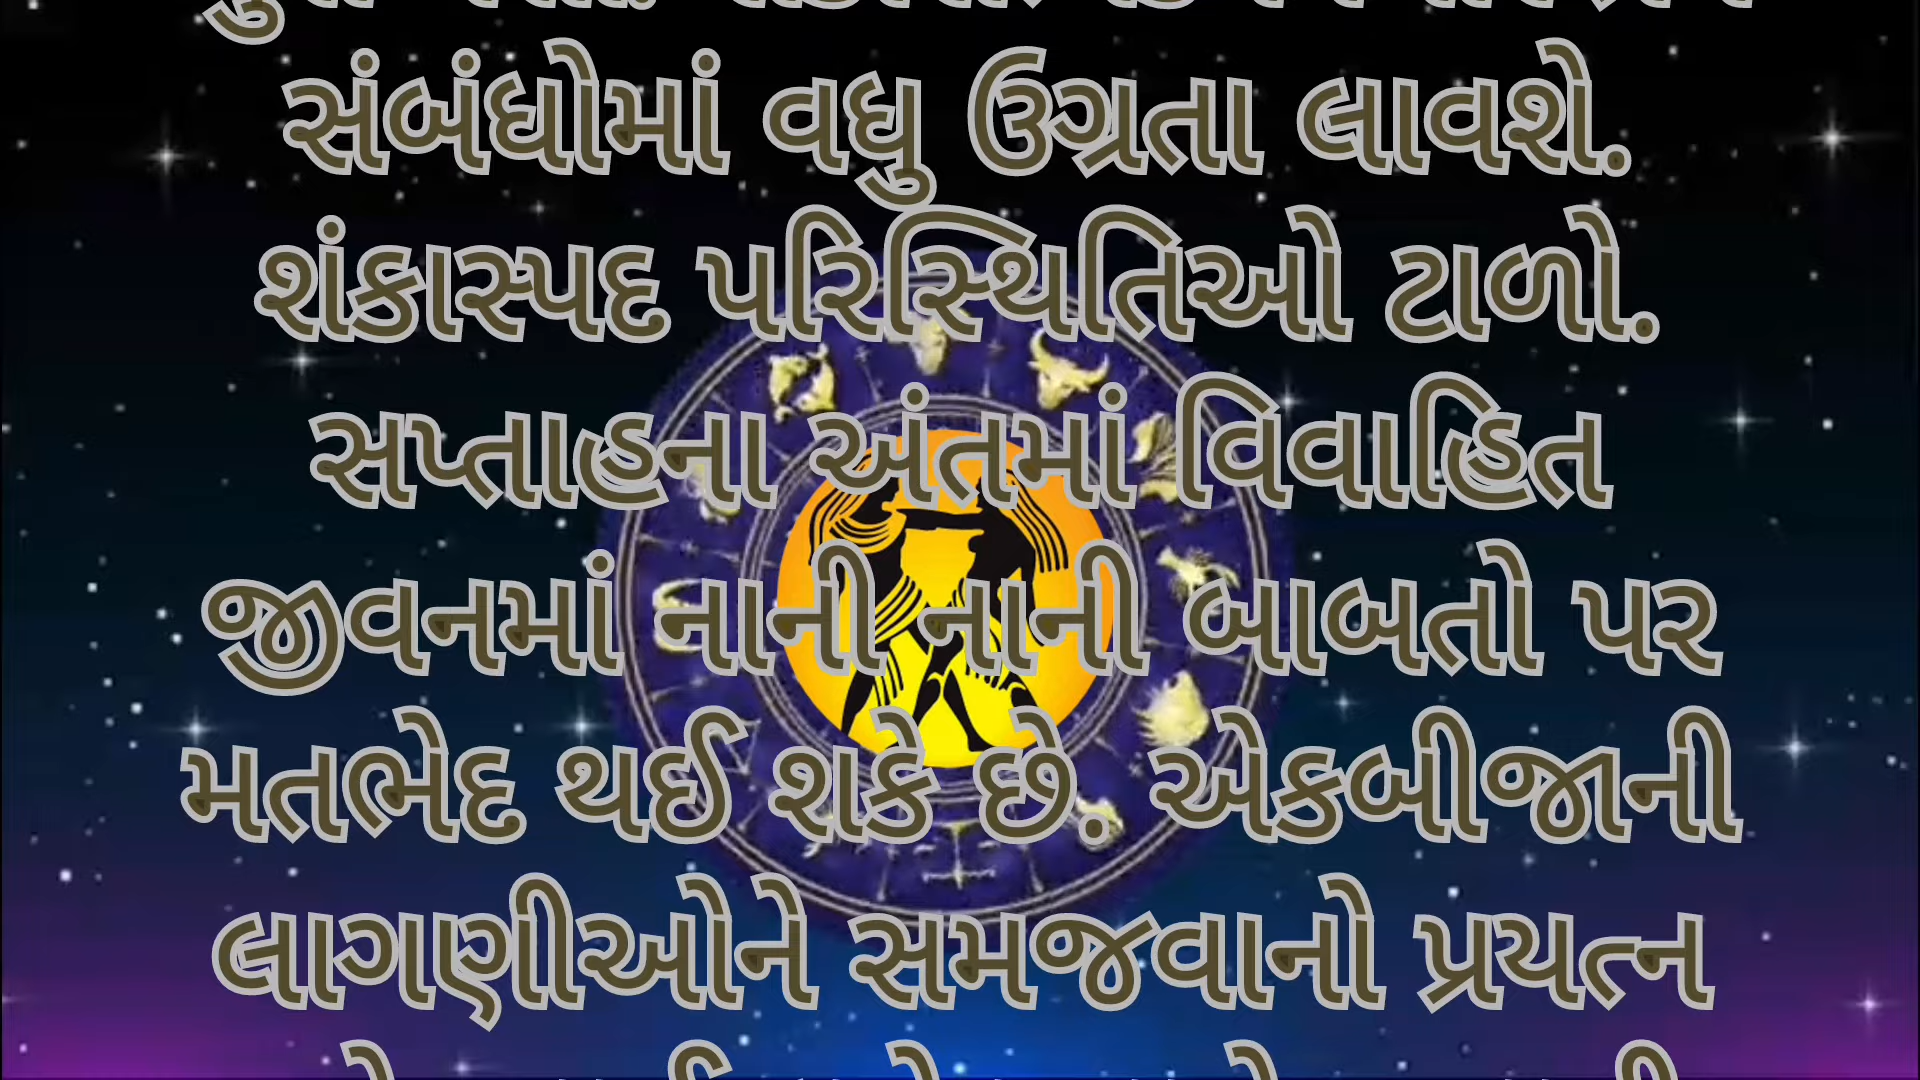 સંબંધોમાં વધુ ઉગ્રતા લાવશે.
શંકાસ્પદ પરિસ્થિતિઓ ટાળો.
સપ્તાહના અંતમાં વિવાહિત
જીવનમાં નાની નાની બાબતો પર
મતભેદ થઈ શકે છે. એકબીજાની
લાગણીઓને સમજવાનો પ્રયત્ન